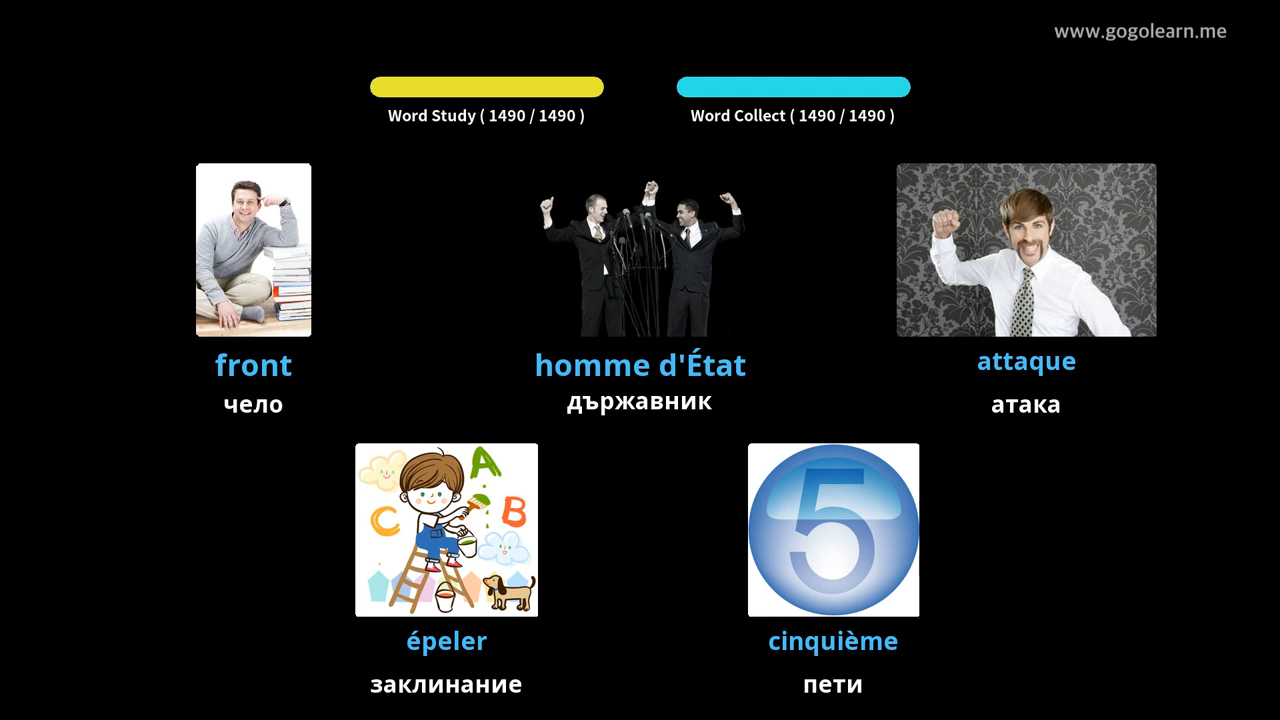 www.gogolearn.me
Word Study ( 1490 / 1490 )
Word Collect ( 1490 / 1490 )
front
чело
homme d'État
държавник
attaque
атака
A
B
C
épeler
заклинание
5
cinquième
пети